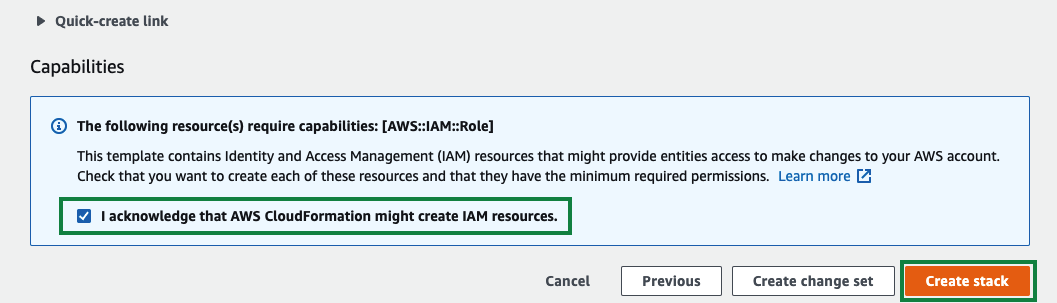 Quick-create link
Capabilities
The following resource(s) require capabilities: [AWS::IAM::Role]
This template contains Identity and Access Management (IAM) resources that might provide entities access to make changes to your AWS account.
Check that you want to create each of these resources and that they have the minimum required permissions. Learn more
I acknowledge that AWS CloudFormation might create IAM resources.
Cancel Previous Create change set Create stack